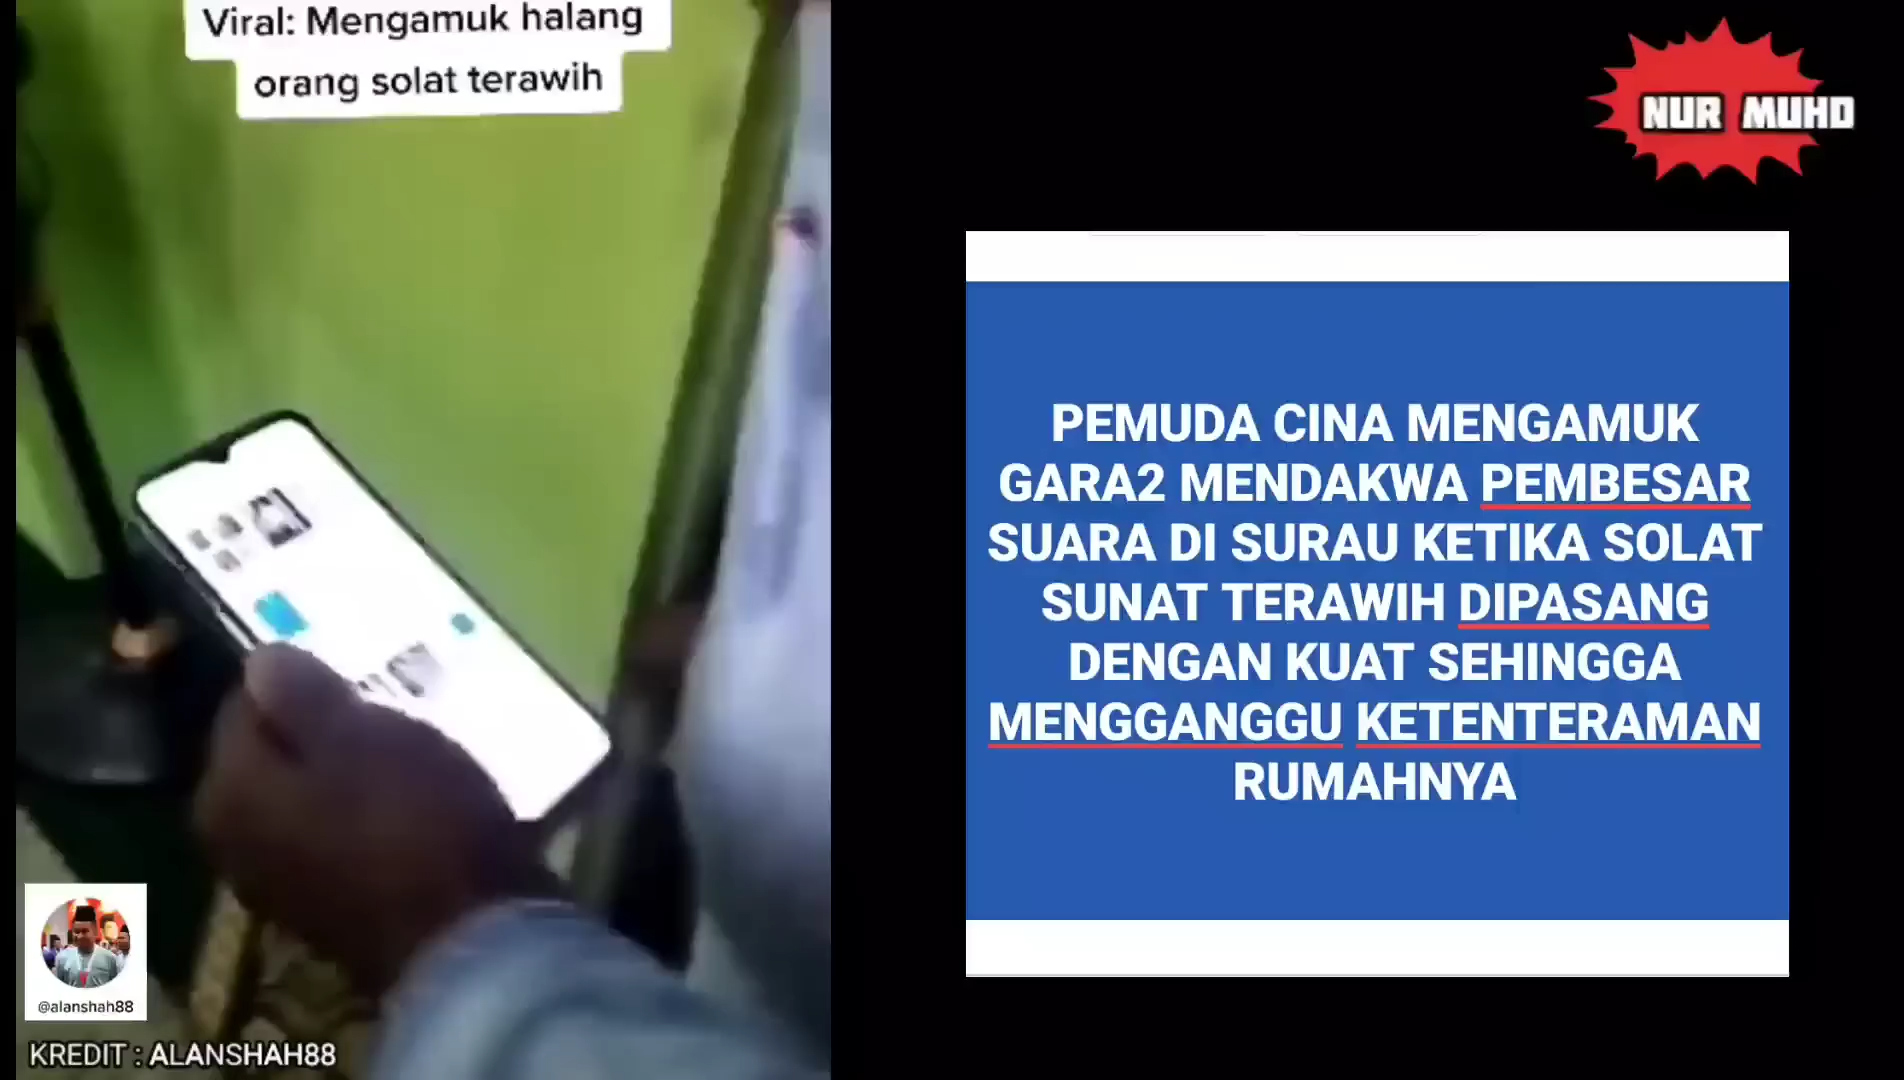 Viral: Mengamuk halang
orang solat terawih
NUR MUHD
PEMUDA CINA MENGAMUK
GARA2 MENDAKWA PEMBESAR
SUARA DI SURAU KETIKA SOLAT
SUNAT TERAWIH DIPASANG
DENGAN KUAT SEHINGGA
MENGGANGGU KETENTERAMAN
RUMAHNYA
@alanshah88
KREDIT : ALANSHAH88